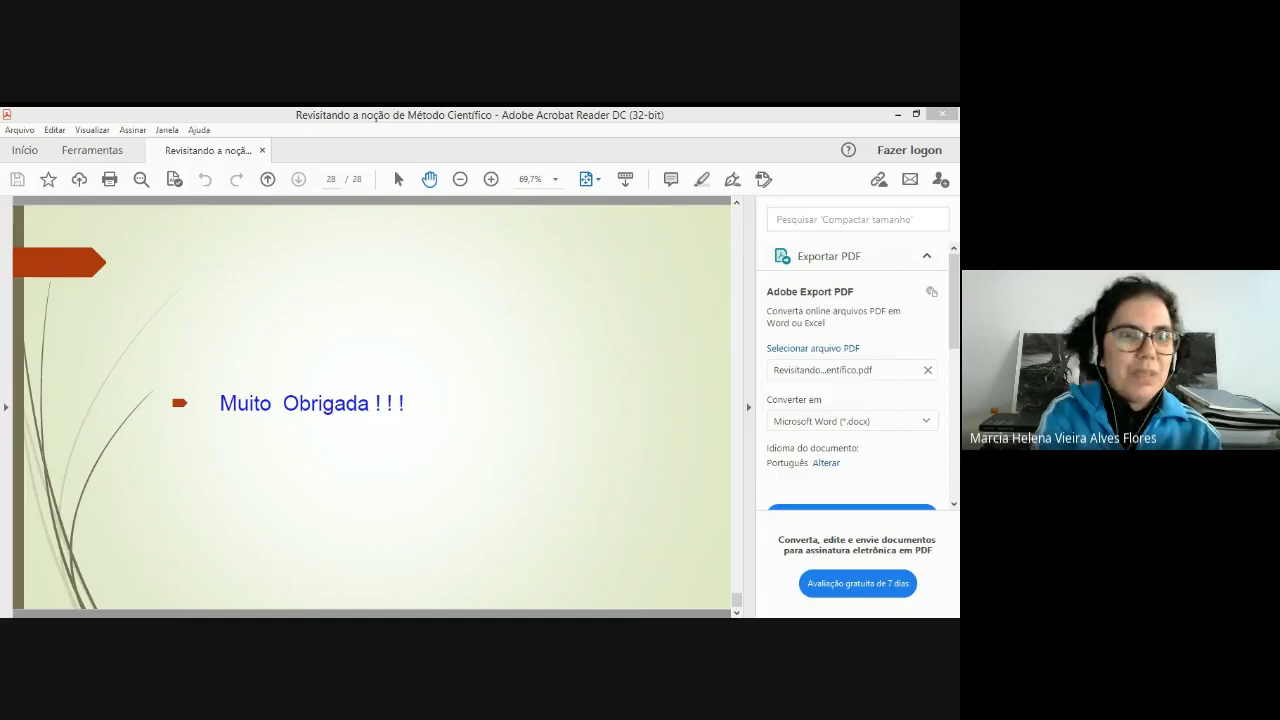 Revisitando a noção de Método Científico - Adobe Acrobat Reader DC (32-bit)
Arquivo Editar Visualizar Assinar Janela Ajuda
Início Ferramentas Revisitando a noçã... Fazer logon
28 / 28 69,7%
Muito Obrigada ! ! !
Pesquisar 'Compactar tamanho'
Exportar PDF
Adobe Export PDF
Converta online arquivos PDF em
Word ou Excel
Selecionar arquivo PDF
Revisitando...entífico.pdf
Converter em
Microsoft Word (*.docx)
Idioma do documento:
Português Alterar
Converta, edite e envie documentos
para assinatura eletrônica em PDF
Avaliação gratuita de 7 dias
Marcia Helena Vieira Alves Flores